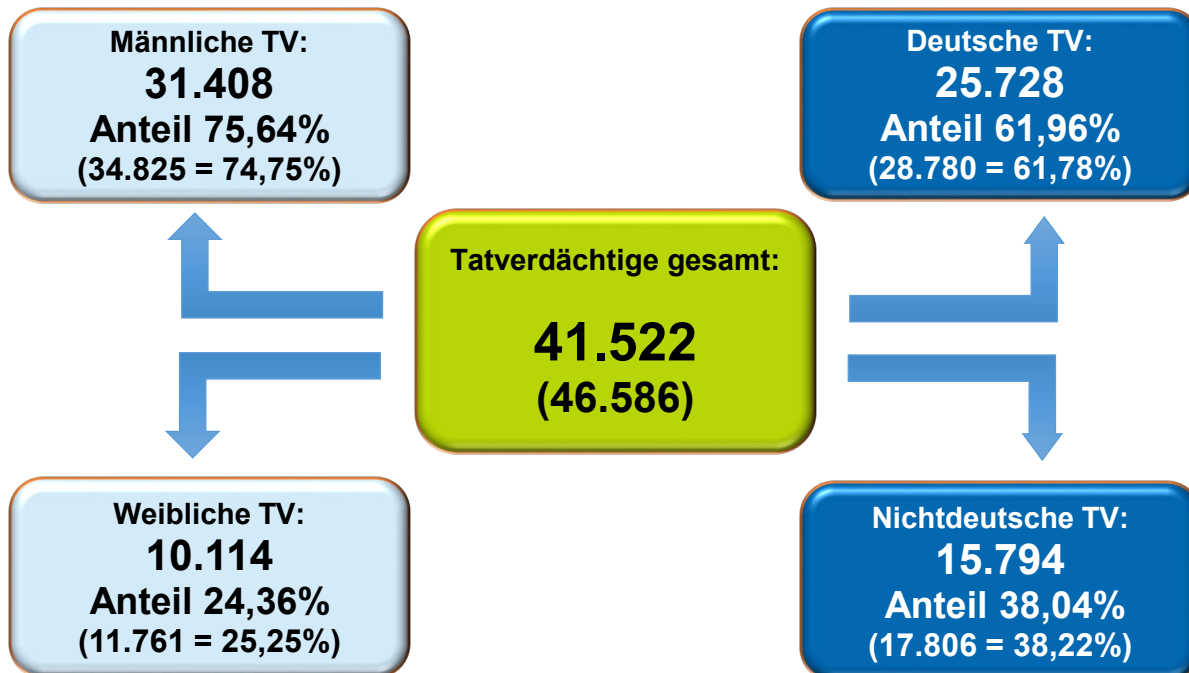 Männliche TV:
31.408
Anteil 75,64%
(34.825 = 74,75%)
Deutsche TV:
25.728
Anteil 61,96%
(28.780 = 61,78%)
Tatverdächtige gesamt:
41.522
(46.586)
Weibliche TV:
10.114
Anteil 24,36%
(11.761 = 25,25%)
Nichtdeutsche TV:
15.794
Anteil 38,04%
(17.806 = 38,22%)